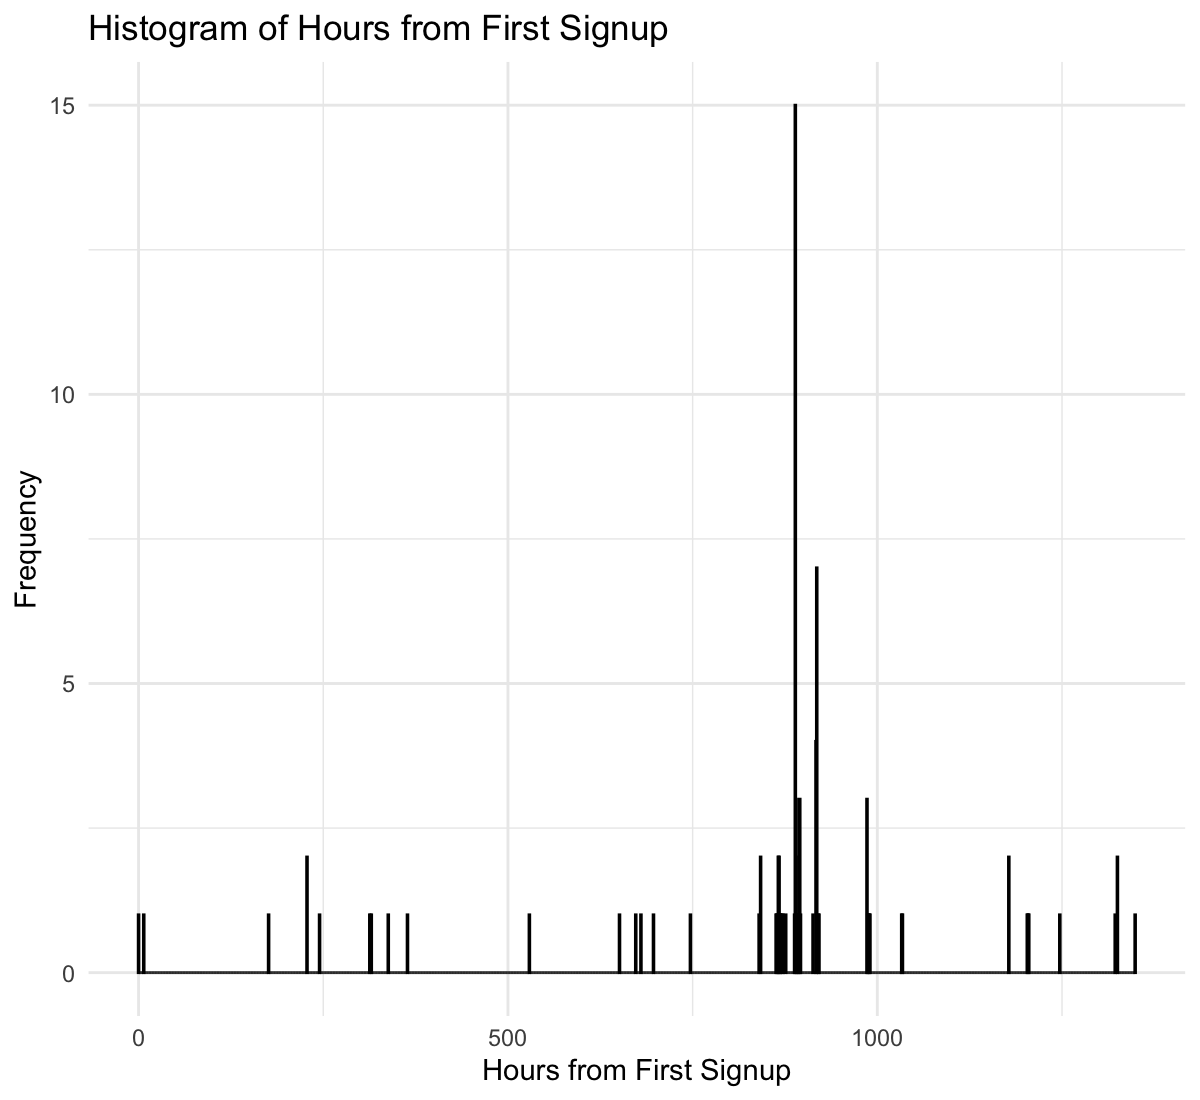 Histogram of Hours from First Signup
15
10
5
0
Frequency
0 500 1000
Hours from First Signup